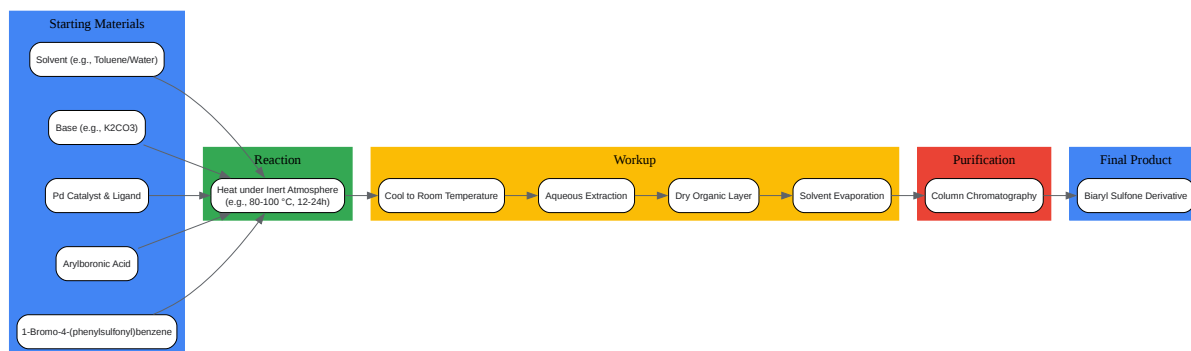 Starting Materials
Solvent (e.g., Toluene/Water)
Base (e.g., K2CO3)
Pd Catalyst & Ligand
Arylboronic Acid
1-Bromo-4-(phenylsulfonyl)benzene
Reaction
Heat under Inert Atmosphere
(e.g., 80-100 °C, 12-24h)
Workup
Cool to Room Temperature
Aqueous Extraction
Dry Organic Layer
Solvent Evaporation
Purification
Column Chromatography
Final Product
Biaryl Sulfone Derivative